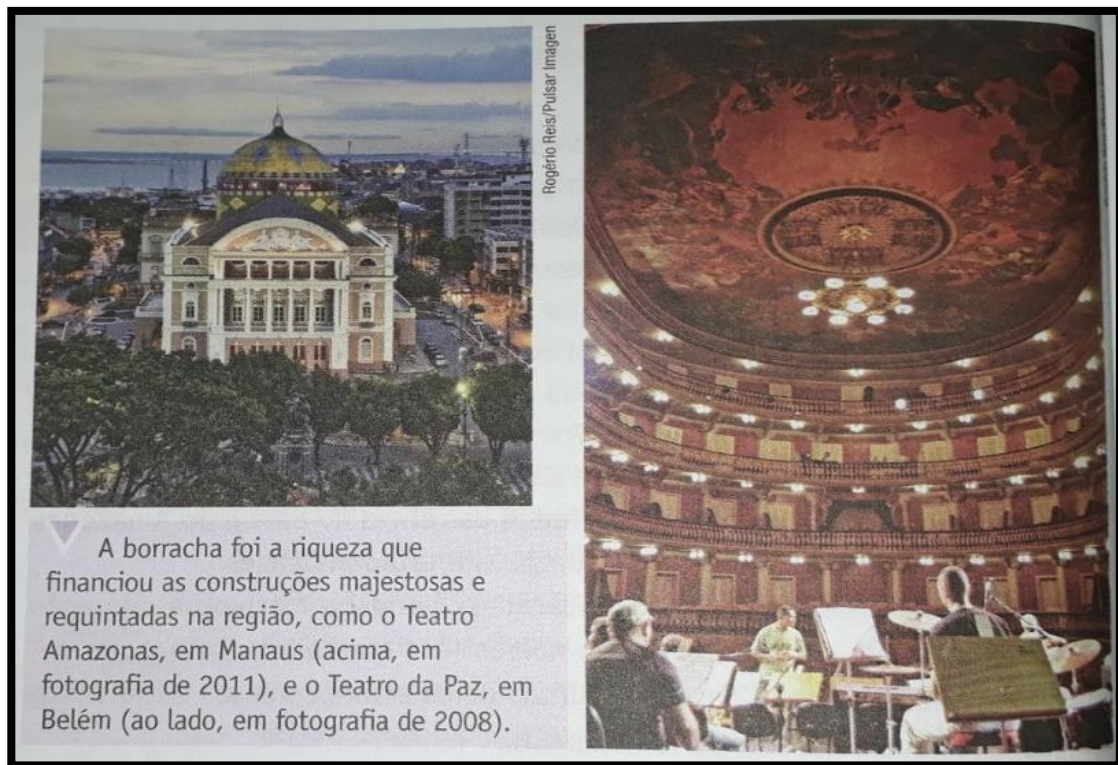 Rogério Reis/Pulsar Imagen
A borracha foi a riqueza que
financiou as construções majestosas e
requintadas na região, como o Teatro
Amazonas, em Manaus (acima, em
fotografia de 2011), e o Teatro da Paz, em
Belém (ao lado, em fotografia de 2008).